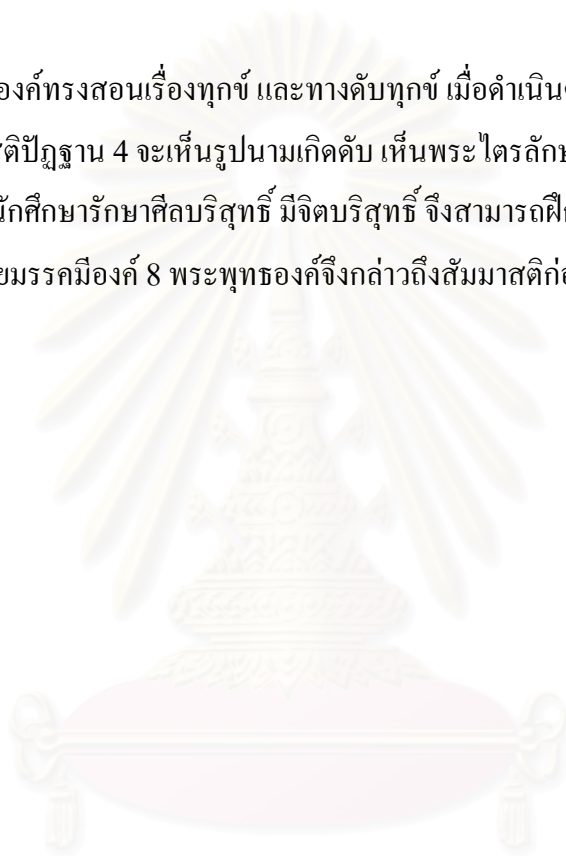 องค์ทรงสอนเรื่องทุกข์ และทางดับทุกข์ เมื่อดำเนิน
สติปัฏฐาน 4 จะเห็นรูปนามเกิดดับ เห็นพระไตรลักษ
นักศึกษารักษาศีลบริสุทธิ์ มีจิตบริสุทธิ์ จึงสามารถฝึก
ยมรรคมีองค์ 8 พระพุทธองค์จึงกล่าวถึงสัมมาสติก่อ